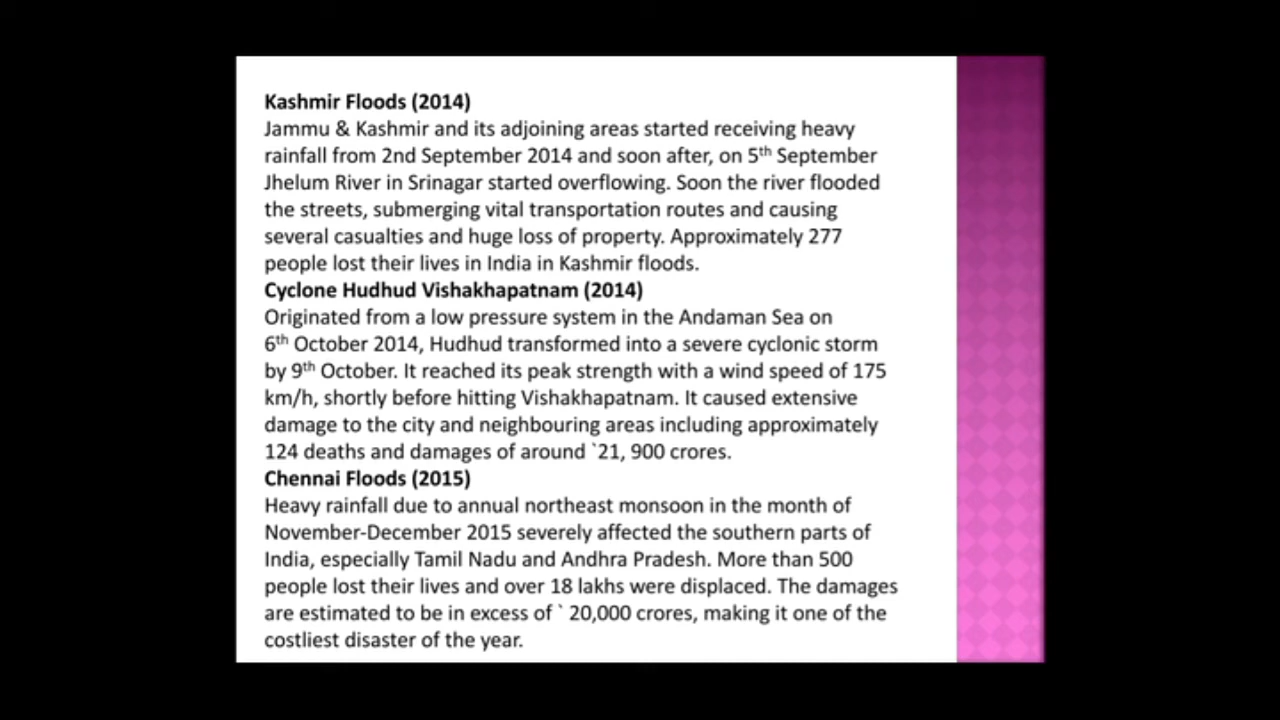 Kashmir Floods (2014)
Jammu & Kashmir and its adjoining areas started receiving heavy
rainfall from 2nd September 2014 and soon after, on 5th September
Jhelum River in Srinagar started overflowing. Soon the river flooded
the streets, submerging vital transportation routes and causing
several casualties and huge loss of property. Approximately 277
people lost their lives in India in Kashmir floods.
Cyclone Hudhud Vishakhapatnam (2014)
Originated from a low pressure system in the Andaman Sea on
6th October 2014, Hudhud transformed into a severe cyclonic storm
by 9th October. It reached its peak strength with a wind speed of 175
km/h, shortly before hitting Vishakhapatnam. It caused extensive
damage to the city and neighbouring areas including approximately
124 deaths and damages of around `21, 900 crores.
Chennai Floods (2015)
Heavy rainfall due to annual northeast monsoon in the month of
November-December 2015 severely affected the southern parts of
India, especially Tamil Nadu and Andhra Pradesh. More than 500
people lost their lives and over 18 lakhs were displaced. The damages
are estimated to be in excess of ` 20,000 crores, making it one of the
costliest disaster of the year.